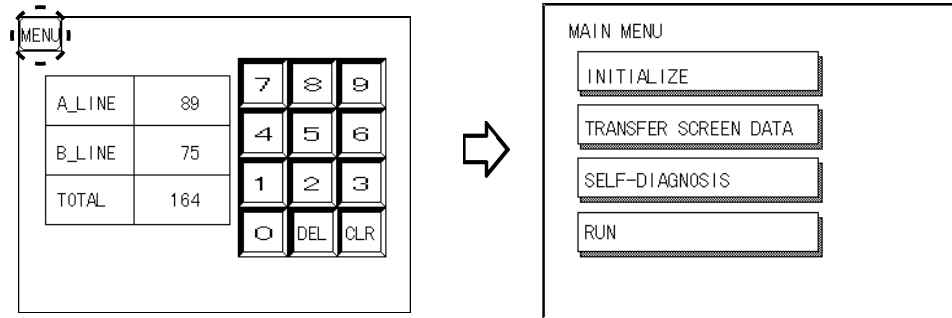 MENU
A_LINE 89
B_LINE 75
TOTAL 164
7 8 9
4 5 6
1 2 3
0 DEL CLR
MAIN MENU
INITIALIZE
TRANSFER SCREEN DATA
SELF-DIAGNOSIS
RUN